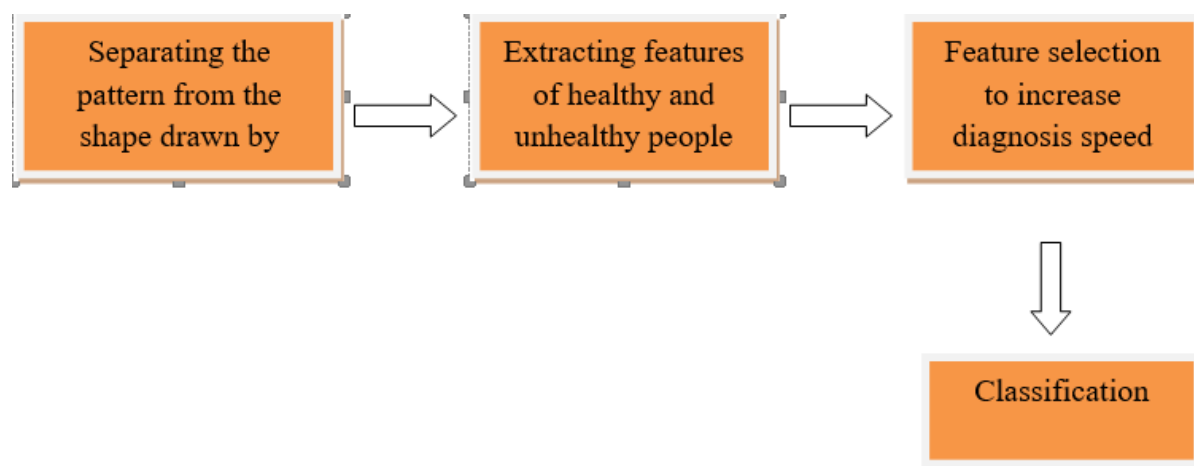 Separating the
pattern from the
shape drawn by
Extracting features
of healthy and
unhealthy people
Feature selection
to increase
diagnosis speed
Classification